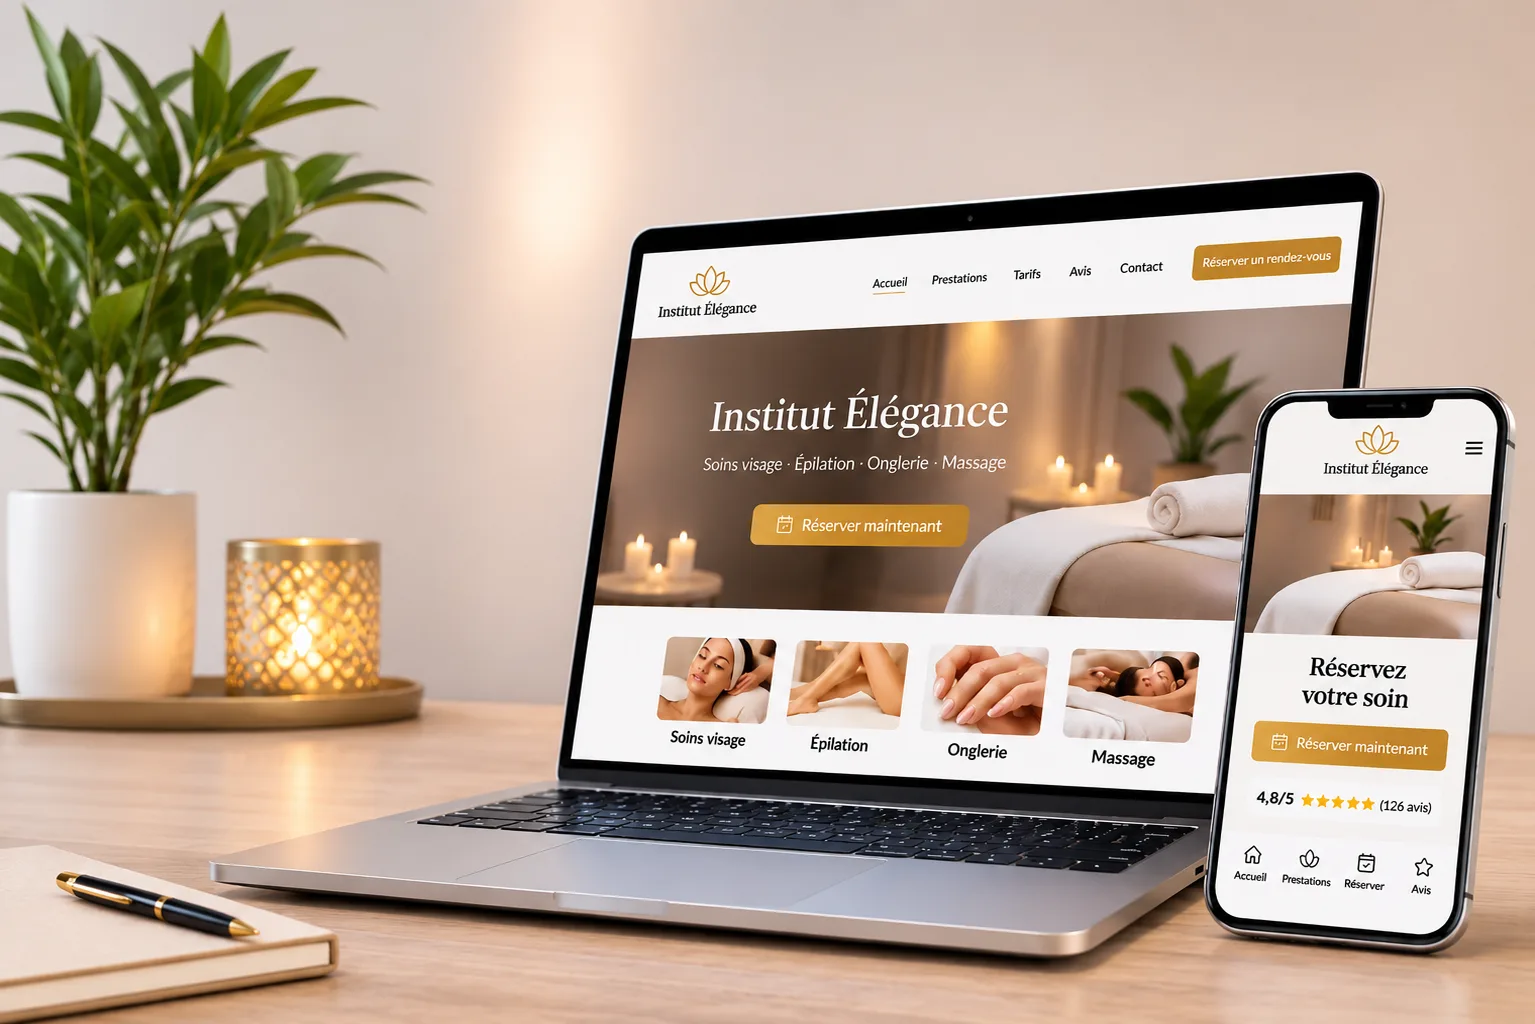 Institut Élégance
Accueil Prestations Tarifs Avis Contact Réserver un rendez-vous
Institut Élégance
Soins visage · Épilation · Onglerie · Massage
Réserver maintenant
Soins visage Épilation Onglerie Massage
Institut Élégance
Réservez
votre soin
Réserver maintenant
4,8/5 (126 avis)
Accueil Prestations Réserver Avis